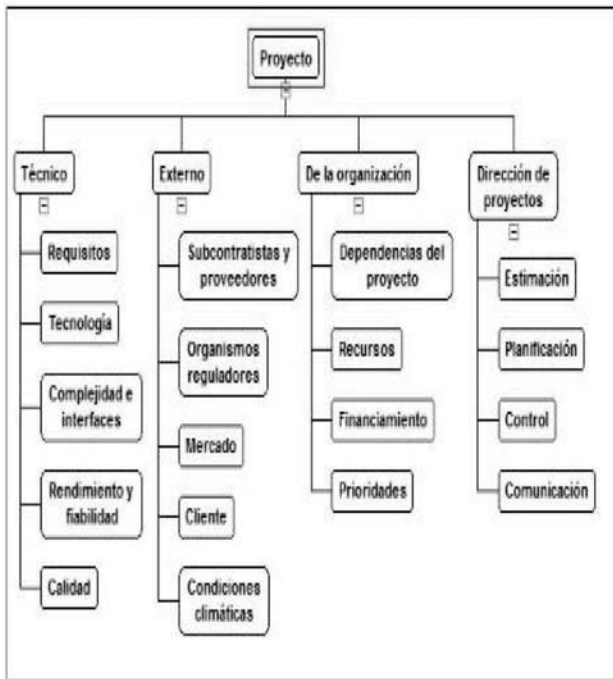 Proyecto
Técnico
Requisitos
Tecnología
Complejidad e
interfaces
Rendimiento y
fiabilidad
Calidad
Externo
Subcontratistas y
proveedores
Organismos
reguladores
Mercado
Cliente
Condiciones
climáticas
De la organización
Dependencias del
proyecto
Recursos
Financiamiento
Prioridades
Dirección de
proyectos
Estimación
Planificación
Control
Comunicación